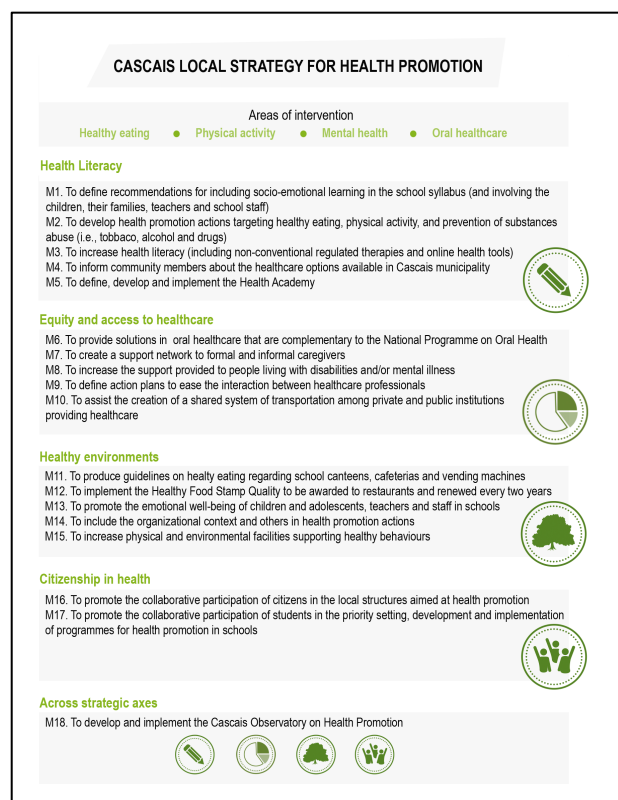 CASCAIS LOCAL STRATEGY FOR HEALTH PROMOTION
Areas of intervention
Healthy eating ● Physical activity ● Mental health ● Oral healthcare
Health Literacy
M1. To define recommendations for including socio-emotional learning in the school syllabus (and involving the
children, their families, teachers and school staff)
M2. To develop health promotion actions targeting healthy eating, physical activity, and prevention of substances
abuse (i.e., tobbaco, alcohol and drugs)
M3. To increase health literacy (including non-conventional regulated therapies and online health tools)
M4. To inform community members about the healthcare options available in Cascais municipality
M5. To define, develop and implement the Health Academy
Equity and access to healthcare
M6. To provide solutions in oral healthcare that are complementary to the National Programme on Oral Health
M7. To create a support network to formal and informal caregivers
M8. To increase the support provided to people living with disabilities and/or mental illness
M9. To define action plans to ease the interaction between healthcare professionals
M10. To assist the creation of a shared system of transportation among private and public institutions
providing healthcare
Healthy environments
M11. To produce guidelines on healty eating regarding school canteens, cafeterias and vending machines
M12. To implement the Healthy Food Stamp Quality to be awarded to restaurants and renewed every two years
M13. To promote the emotional well-being of children and adolescents, teachers and staff in schools
M14. To include the organizational context and others in health promotion actions
M15. To increase physical and environmental facilities supporting healthy behaviours
Citizenship in health
M16. To promote the collaborative participation of citizens in the local structures aimed at health promotion
M17. To promote the collaborative participation of students in the priority setting, development and implementation
of programmes for health promotion in schools
Across strategic axes
M18. To develop and implement the Cascais Observatory on Health Promotion